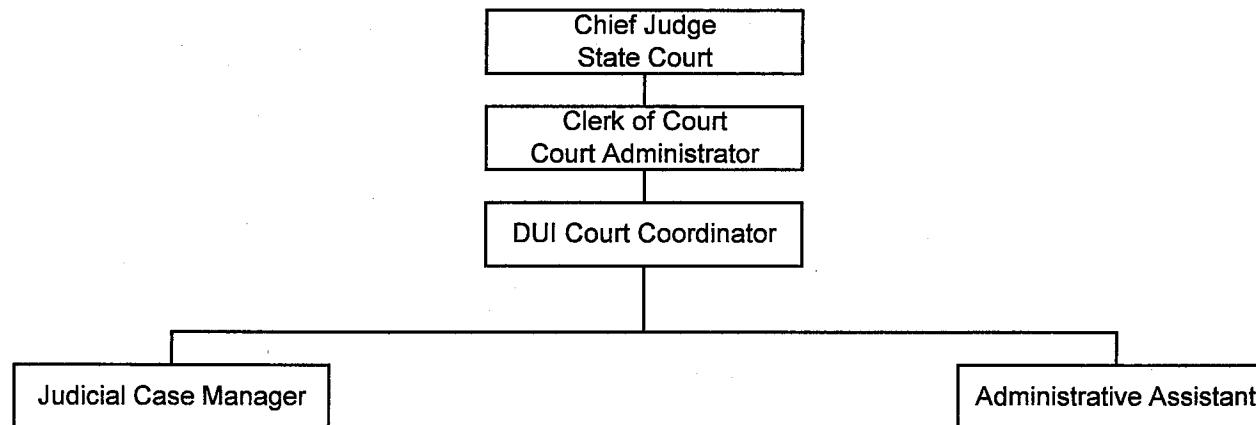 Chief Judge
State Court
Clerk of Court
Court Administrator
DUI Court Coordinator
Judicial Case Manager
Administrative Assistant